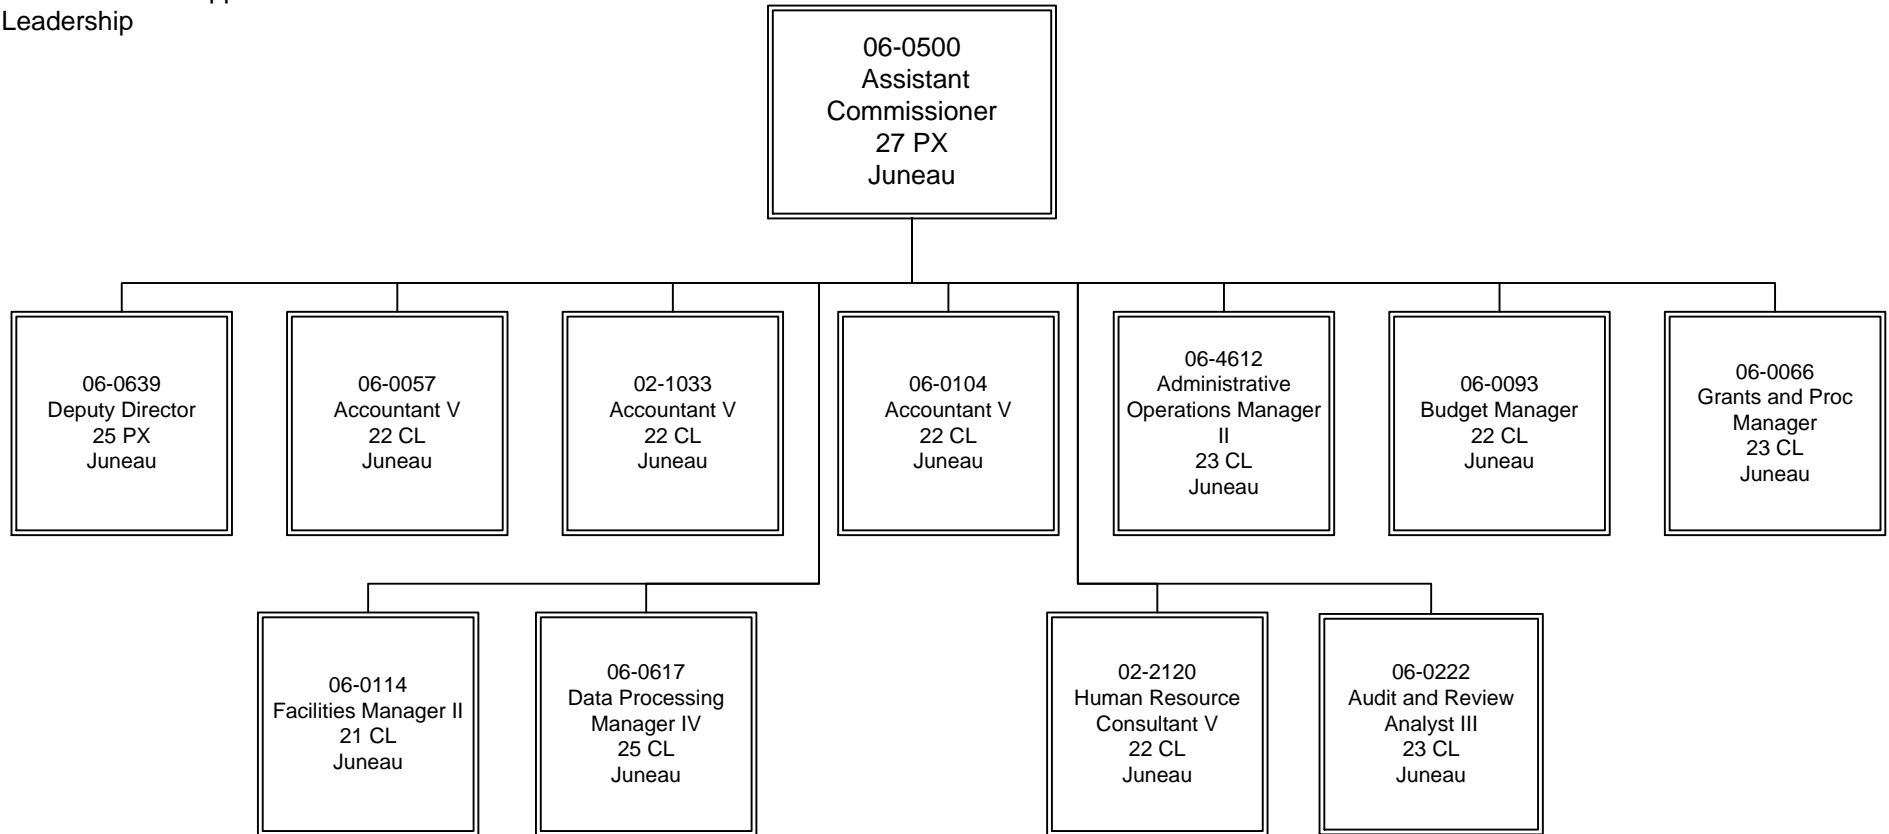 Leadership
06-0500
Assistant
Commissioner
27 PX
Juneau
06-0639
Deputy Director
25 PX
Juneau
06-0057
Accountant V
22 CL
Juneau
02-1033
Accountant V
22 CL
Juneau
06-0104
Accountant V
22 CL
Juneau
06-4612
Administrative
Operations Manager
II
23 CL
Juneau
06-0093
Budget Manager
22 CL
Juneau
06-0066
Grants and Proc
Manager
23 CL
Juneau
06-0114
Facilities Manager II
21 CL
Juneau
06-0617
Data Processing
Manager IV
25 CL
Juneau
02-2120
Human Resource
Consultant V
22 CL
Juneau
06-0222
Audit and Review
Analyst III
23 CL
Juneau